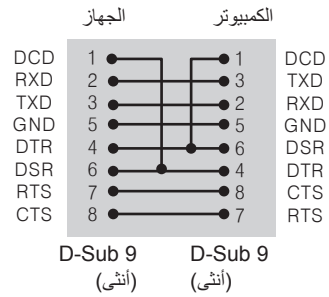 الجهاز الكمبيوتر
DCD 1 1 DCD
RXD 2 3 TXD
TXD 3 2 RXD
GND 5 5 GND
DTR 4 6 DSR
DSR 6 4 DTR
RTS 7 8 CTS
CTS 8 7 RTS
D-Sub 9 D-Sub 9
(أنثى) (أنثى)